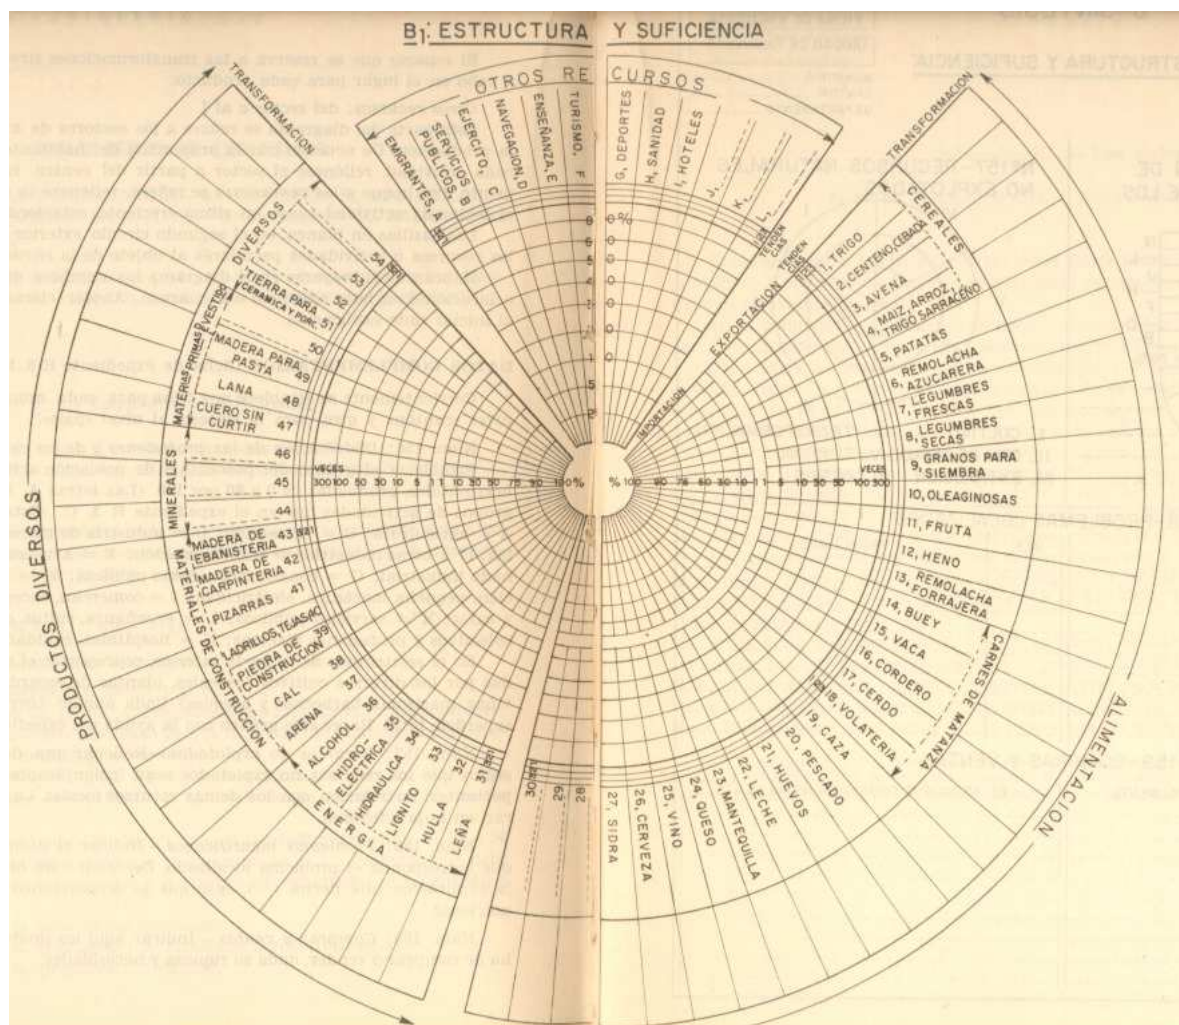 B1: ESTRUCTURA Y SUFICIENCIA
OTROS RECURSOS
EMIGRANTES, A
SERVICIOS PUBLICOS, B
EJERCITO, C
NAVEGACION, D
ENSEÑANZA, E
TURISMO, F
G, DEPORTES
H, SANIDAD
I, HOTELES
J,
K,
L,
TENDENCIAS
TRANSFORMACION
TENDENCIAS
EXPORTACION
IMPORTACION
CEREALES
1, TRIGO
2, CENTENO, CEBADA
3, AVENA
4, MAIZ, ARROZ, TRIGO SARRACENO
5, PATATAS
6, REMOLACHA AZUCARERA
7, LEGUMBRES FRESCAS
8, LEGUMBRES SECAS
9, GRANOS PARA SIEMBRA
10, OLEAGINOSAS
11, FRUTA
12, HENO
13, REMOLACHA FORRAJERA
14, BUEY
15, VACA
16, CORDERO
17, CERDO
18, VOLATERIA
CARNES DE MATANZA
19, CAZA
20, PESCADO
21, HUEVOS
22, LECHE
23, MANTEQUILLA
24, QUESO
25, VINO
26, CERVEZA
27, SIDRA
28
29
30
ALIMENTACION
LEÑA 31
HULLA 32
LIGNITO 33
HIDRAULICA 34
HIDRO-ELECTRICA 35
ALCOHOL 36
ENERGIA
ARENA 37
CAL 38
PIEDRA DE CONSTRUCCION 39
LADRILLOS, TEJAS,
PIZARRAS 41
MADERA DE CARPINTERIA 42
MADERA DE EBANISTERIA 43
MATERIALES DE CONSTRUCCION
44
45
46
MINERALES
CUERO SIN CURTIR 47
LANA 48
MADERA PARA PASTA 49
50
TIERRA PARA CERAMICA Y PORC. 51
52
53
54
MATERIAS PRIMAS D VESTIDO
DIVERSOS
TRANSFORMACION
PRODUCTOS DIVERSOS
VECES
300 100 50 30 10 5 1 10 30 50 75 90 100 %
% 100 90 75 50 30 10 1 5 10 30 50 100 300
VECES